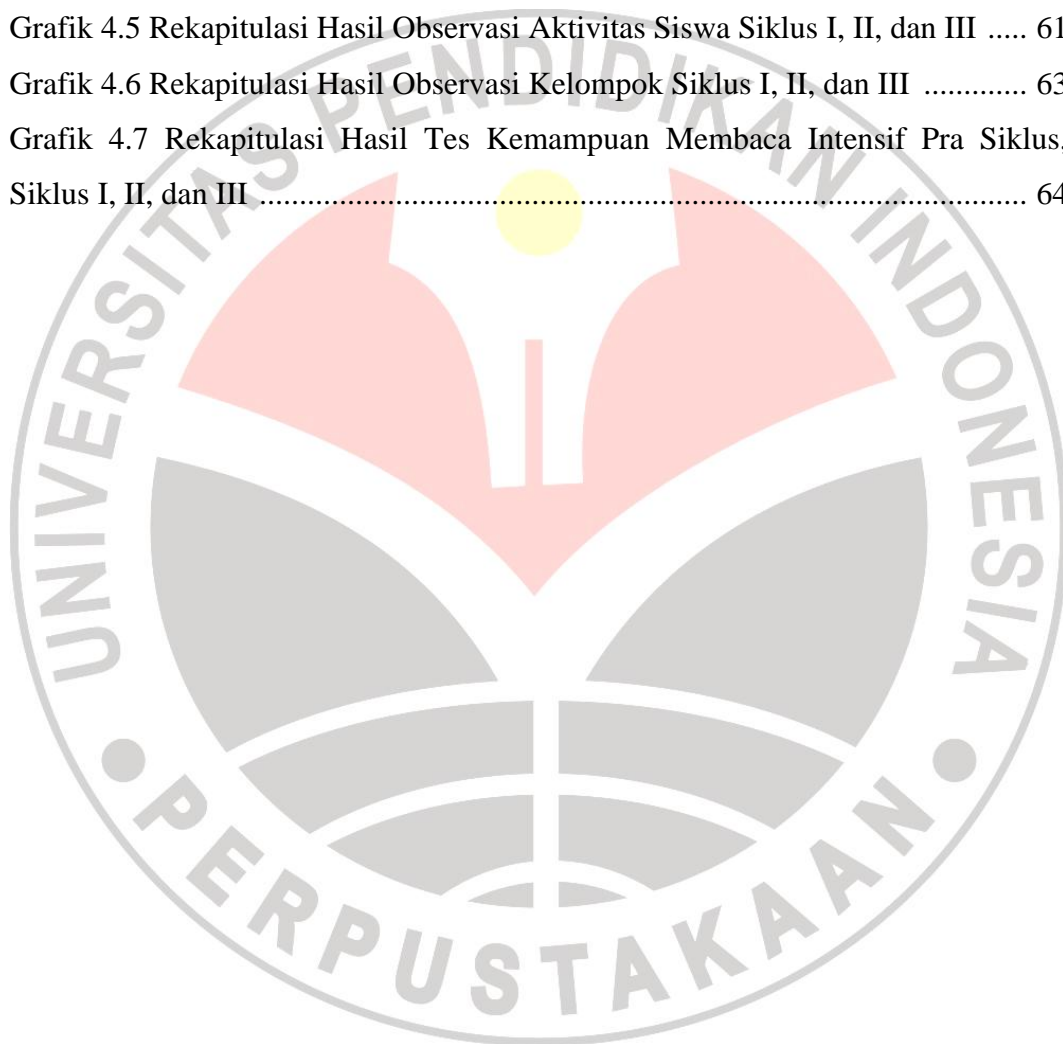 Grafik 4.5 Rekapitulasi Hasil Observasi Aktivitas Siswa Siklus I, II, dan III ..... 61
Grafik 4.6 Rekapitulasi Hasil Observasi Kelompok Siklus I, II, dan III ............. 63
Grafik 4.7 Rekapitulasi Hasil Tes Kemampuan Membaca Intensif Pra Siklus,
Siklus I, II, dan III ................................................................................................ 64
UNIVERSITAS PENDIDIKAN INDONESIA
PERPUSTAKAAN